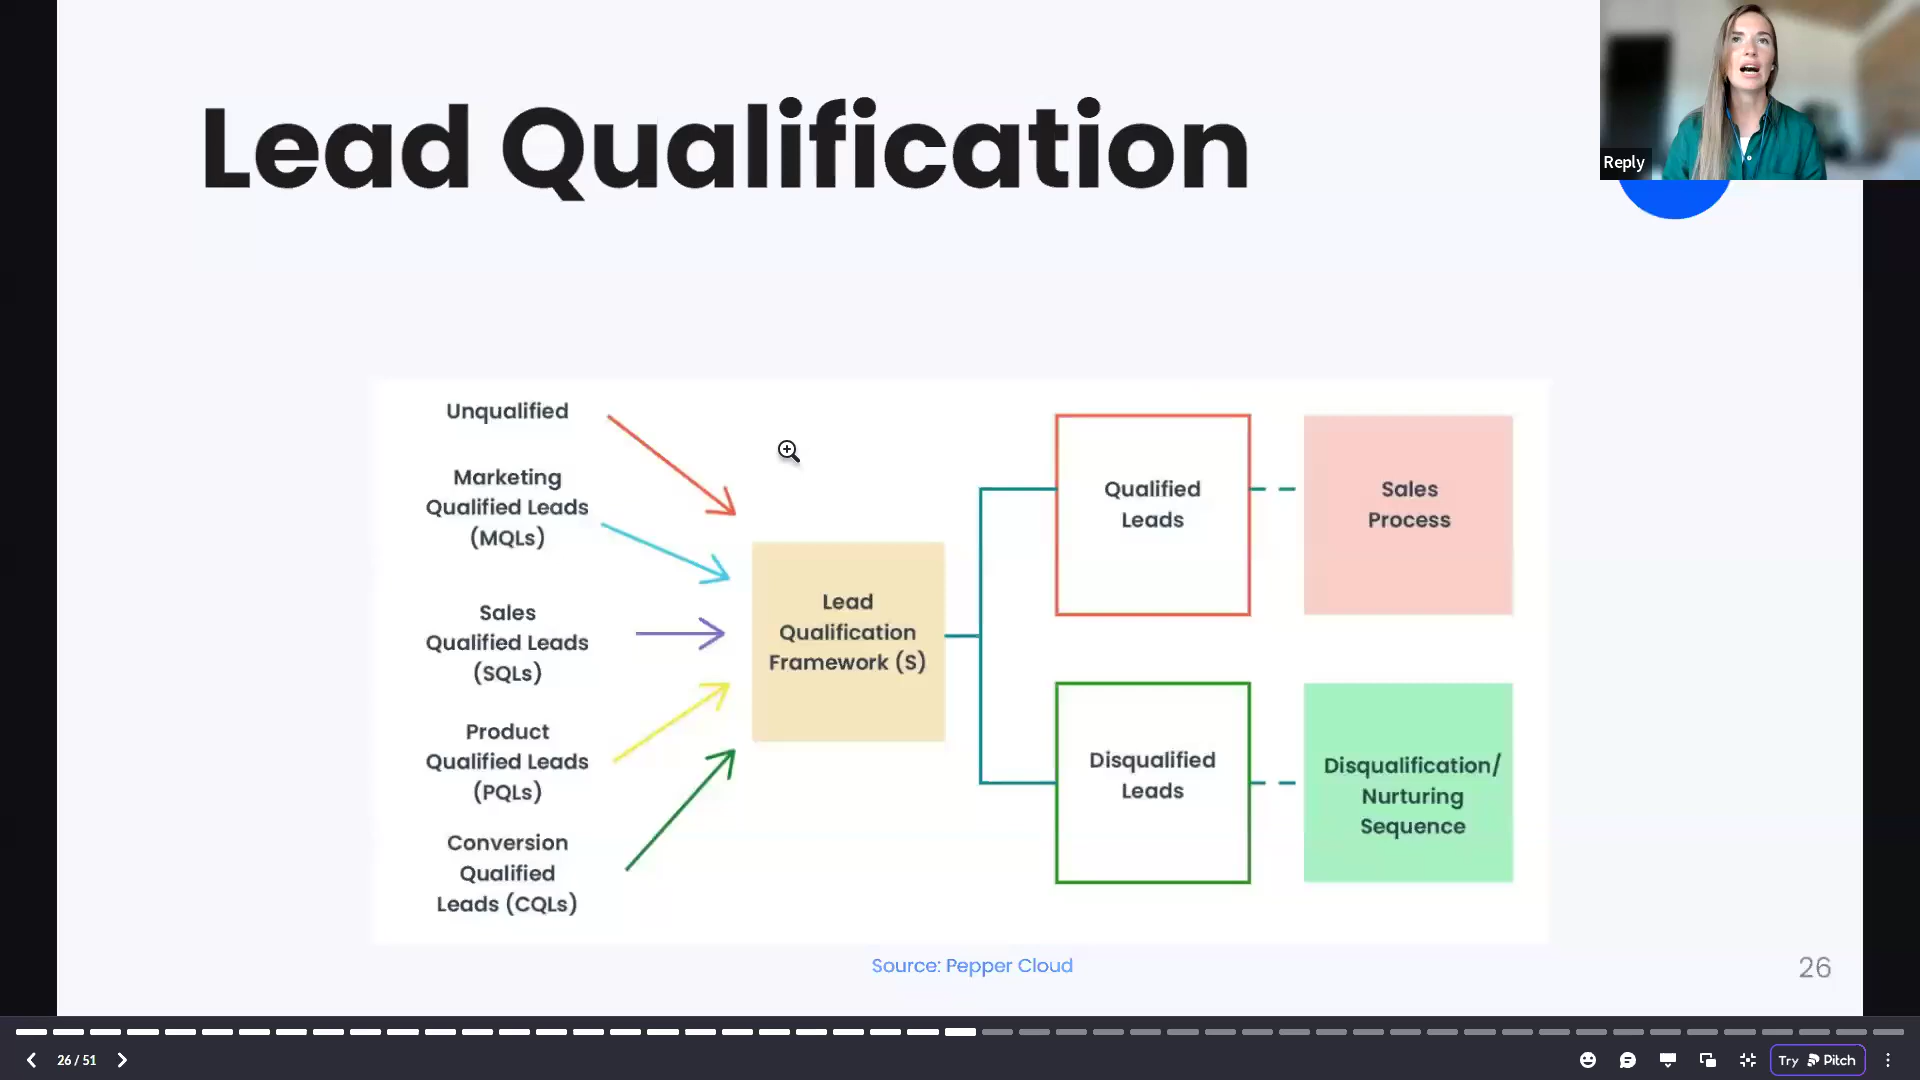 Lead Qualification
Reply
Unqualified
Marketing
Qualified Leads
(MQLs)
Sales
Qualified Leads
(SQLs)
Product
Qualified Leads
(PQLs)
Conversion
Qualified
Leads (CQLs)
Lead
Qualification
Framework (S)
Qualified
Leads
Sales
Process
Disqualified
Leads
Disqualification/
Nurturing
Sequence
Source: Pepper Cloud
26
26 / 51
Try Pitch